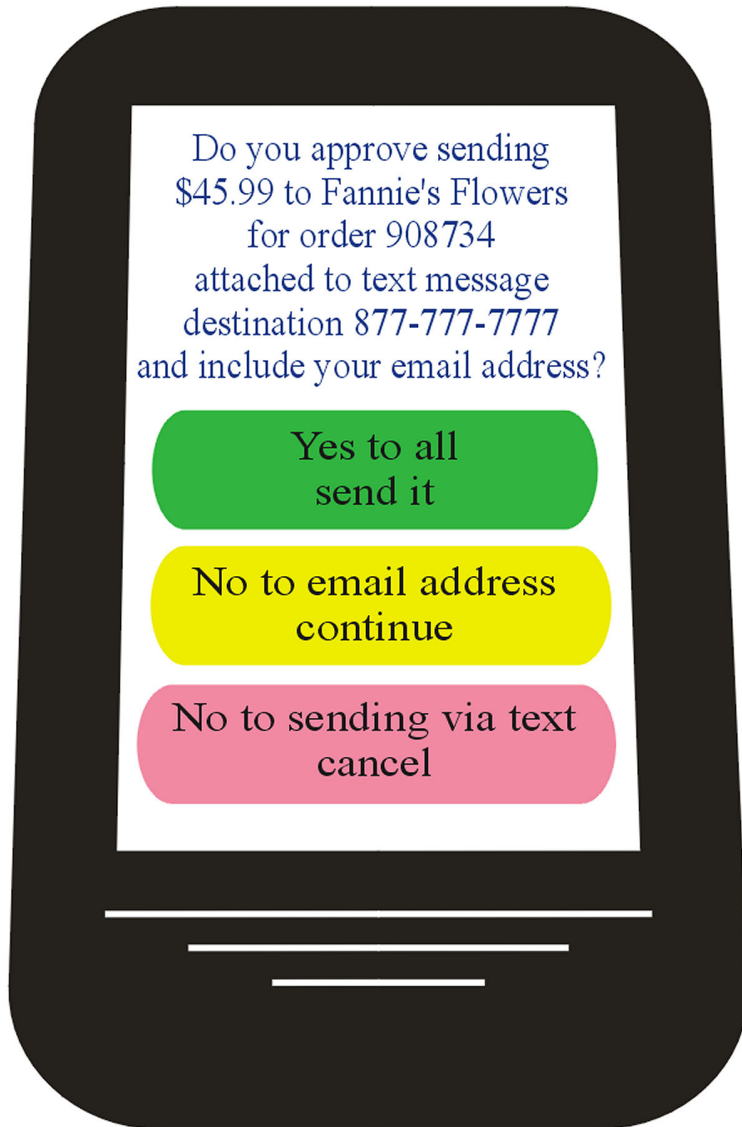 Do you approve sending
$45.99 to Fannie's Flowers
for order 908734
attached to text message
destination 877-777-7777
and include your email address?
Yes to all
send it
No to email address
continue
No to sending via text
cancel